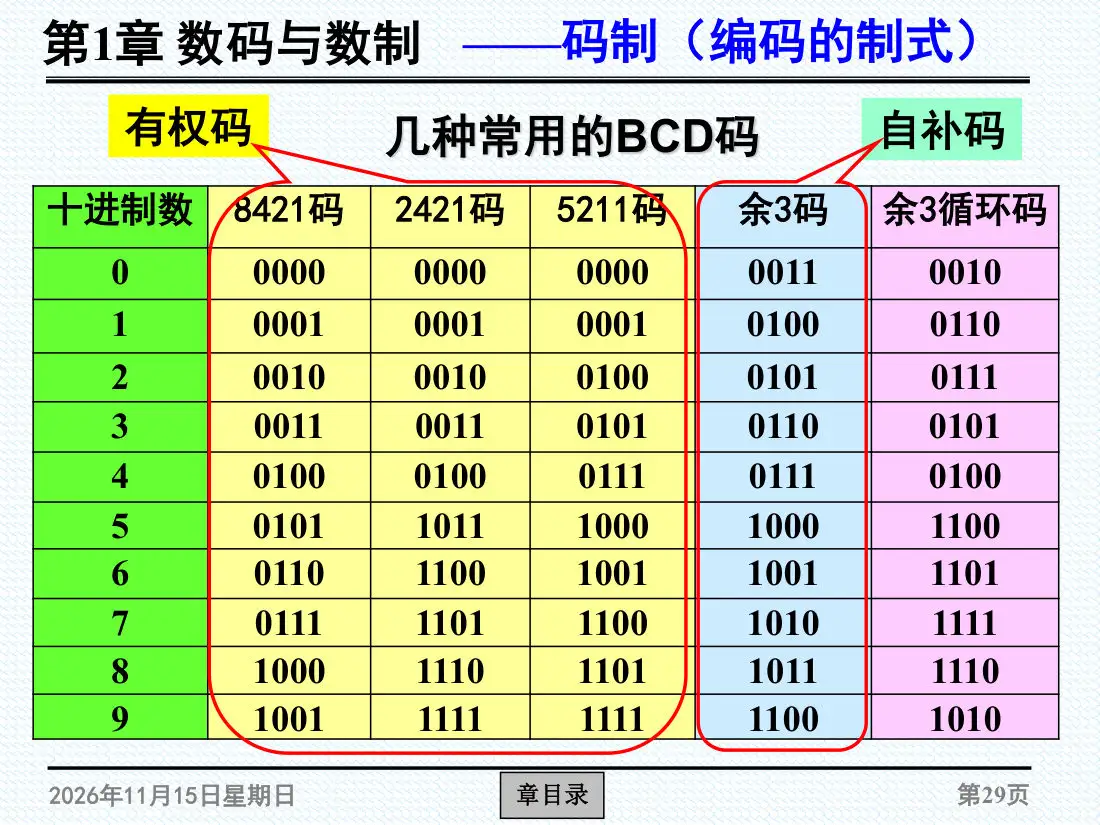 第1章 数码与数制 ——码制（编码的制式）
有权码 几种常用的BCD码 自补码
十进制数 8421码 2421码 5211码 余3码 余3循环码
0 0000 0000 0000 0011 0010
1 0001 0001 0001 0100 0110
2 0010 0010 0100 0101 0111
3 0011 0011 0101 0110 0101
4 0100 0100 0111 0111 0100
5 0101 1011 1000 1000 1100
6 0110 1100 1001 1001 1101
7 0111 1101 1100 1010 1111
8 1000 1110 1101 1011 1110
9 1001 1111 1111 1100 1010
2026年11月15日星期日 章目录 第29页